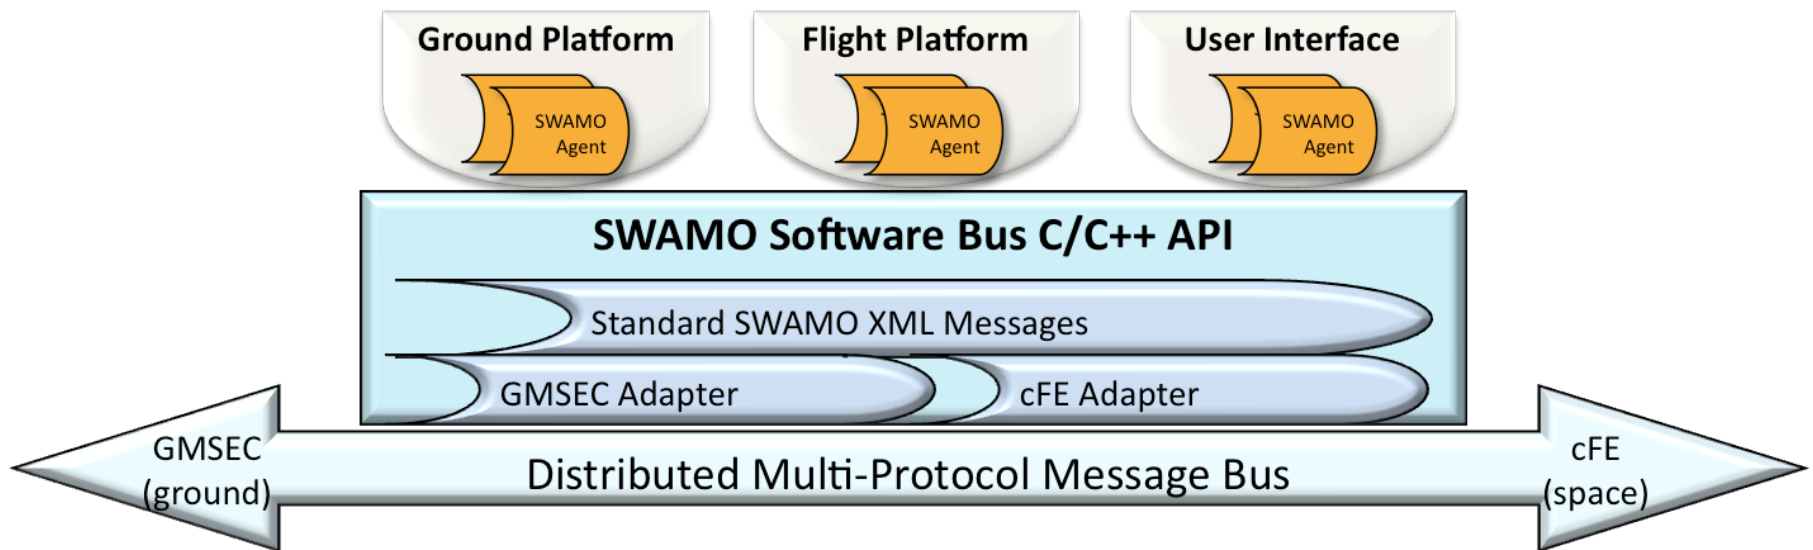 Ground Platform
Flight Platform
User Interface
SWAMO
Agent
SWAMO
Agent
SWAMO
Agent
SWAMO Software Bus C/C++ API
Standard SWAMO XML Messages
GMSEC Adapter
cFE Adapter
GMSEC
(ground)
Distributed Multi-Protocol Message Bus
cFE
(space)